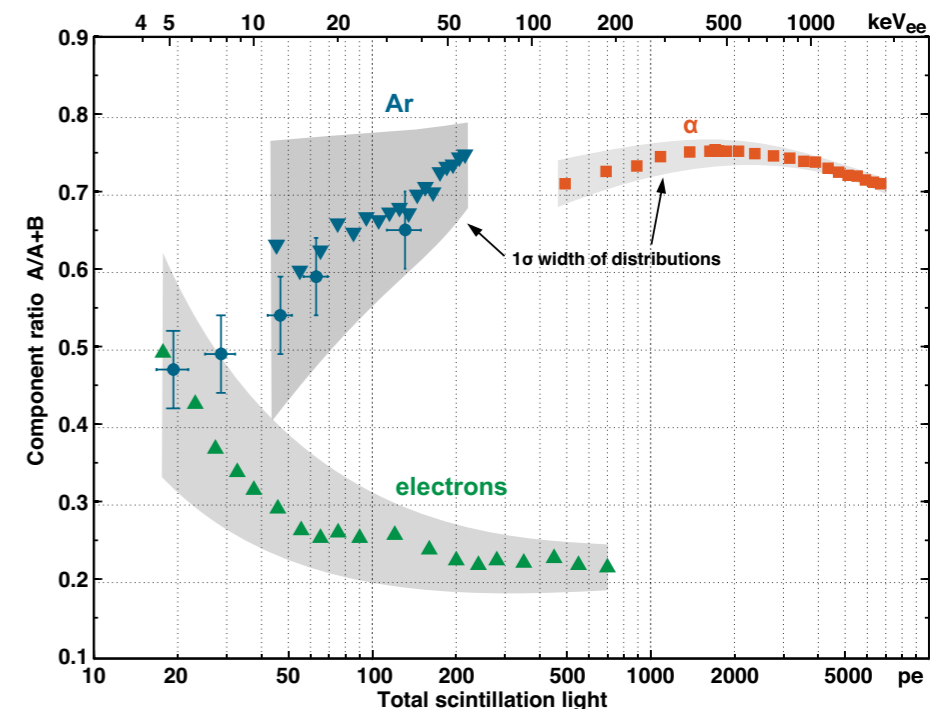 4 5 10 20 50 100 200 500 1000 keVee
0.9
0.8
0.7
0.6
0.5
0.4
0.3
0.2
0.1
Component ratio A/A+B
Ar
α
1σ width of distributions
electrons
10 20 50 100 200 500 1000 2000 5000 pe
Total scintillation light